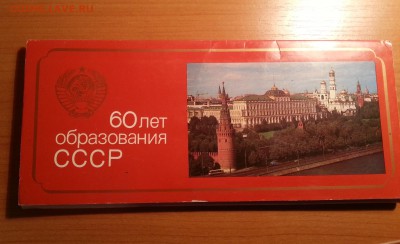 60 лет
образования
СССР